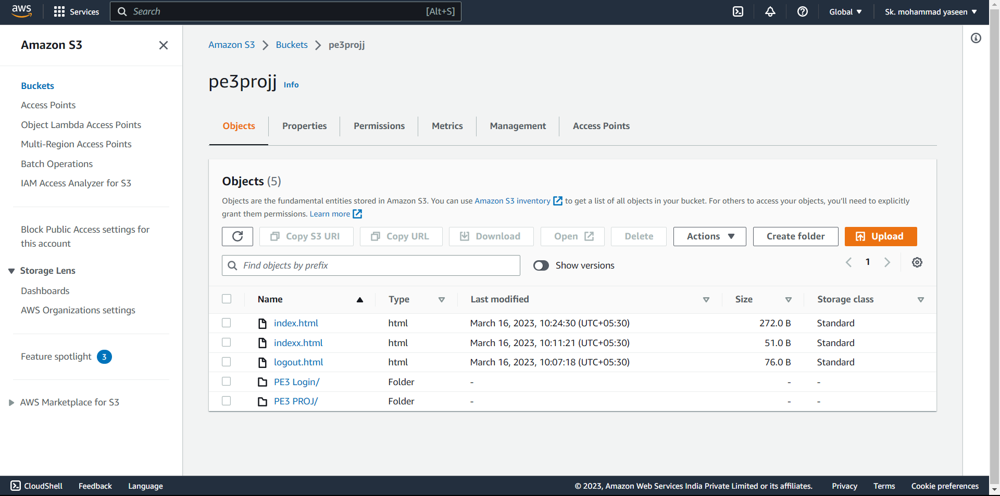 aws Services Search [Alt+S] Global Sk. mohammad yaseen
Amazon S3
Buckets
Access Points
Object Lambda Access Points
Multi-Region Access Points
Batch Operations
IAM Access Analyzer for S3
Block Public Access settings for
this account
Storage Lens
Dashboards
AWS Organizations settings
Feature spotlight 3
AWS Marketplace for S3
Amazon S3 Buckets pe3projj
pe3projj Info
Objects Properties Permissions Metrics Management Access Points
Objects (5)
Objects are the fundamental entities stored in Amazon S3. You can use Amazon S3 inventory to get a list of all objects in your bucket. For others to access your objects, you’ll need to explicitly
grant them permissions. Learn more
Copy S3 URI Copy URL Download Open Delete Actions Create folder Upload
Find objects by prefix Show versions 1
Name Type Last modified Size Storage class
index.html html March 16, 2023, 10:24:30 (UTC+05:30) 272.0 B Standard
indexx.html html March 16, 2023, 10:11:21 (UTC+05:30) 51.0 B Standard
logout.html html March 16, 2023, 10:07:18 (UTC+05:30) 76.0 B Standard
PE3 Login/ Folder - - -
PE3 PROJ/ Folder - - -
CloudShell Feedback Language © 2023, Amazon Web Services India Private Limited or its affiliates. Privacy Terms Cookie preferences